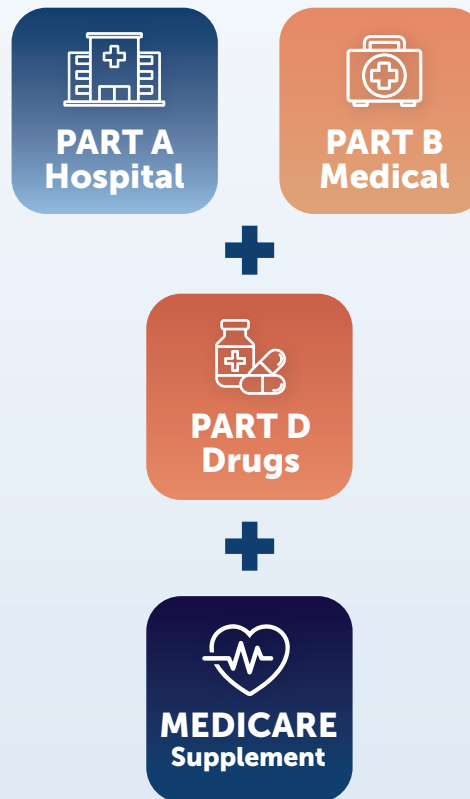 PART A
Hospital
PART B
Medical
PART D
Drugs
MEDICARE
Supplement